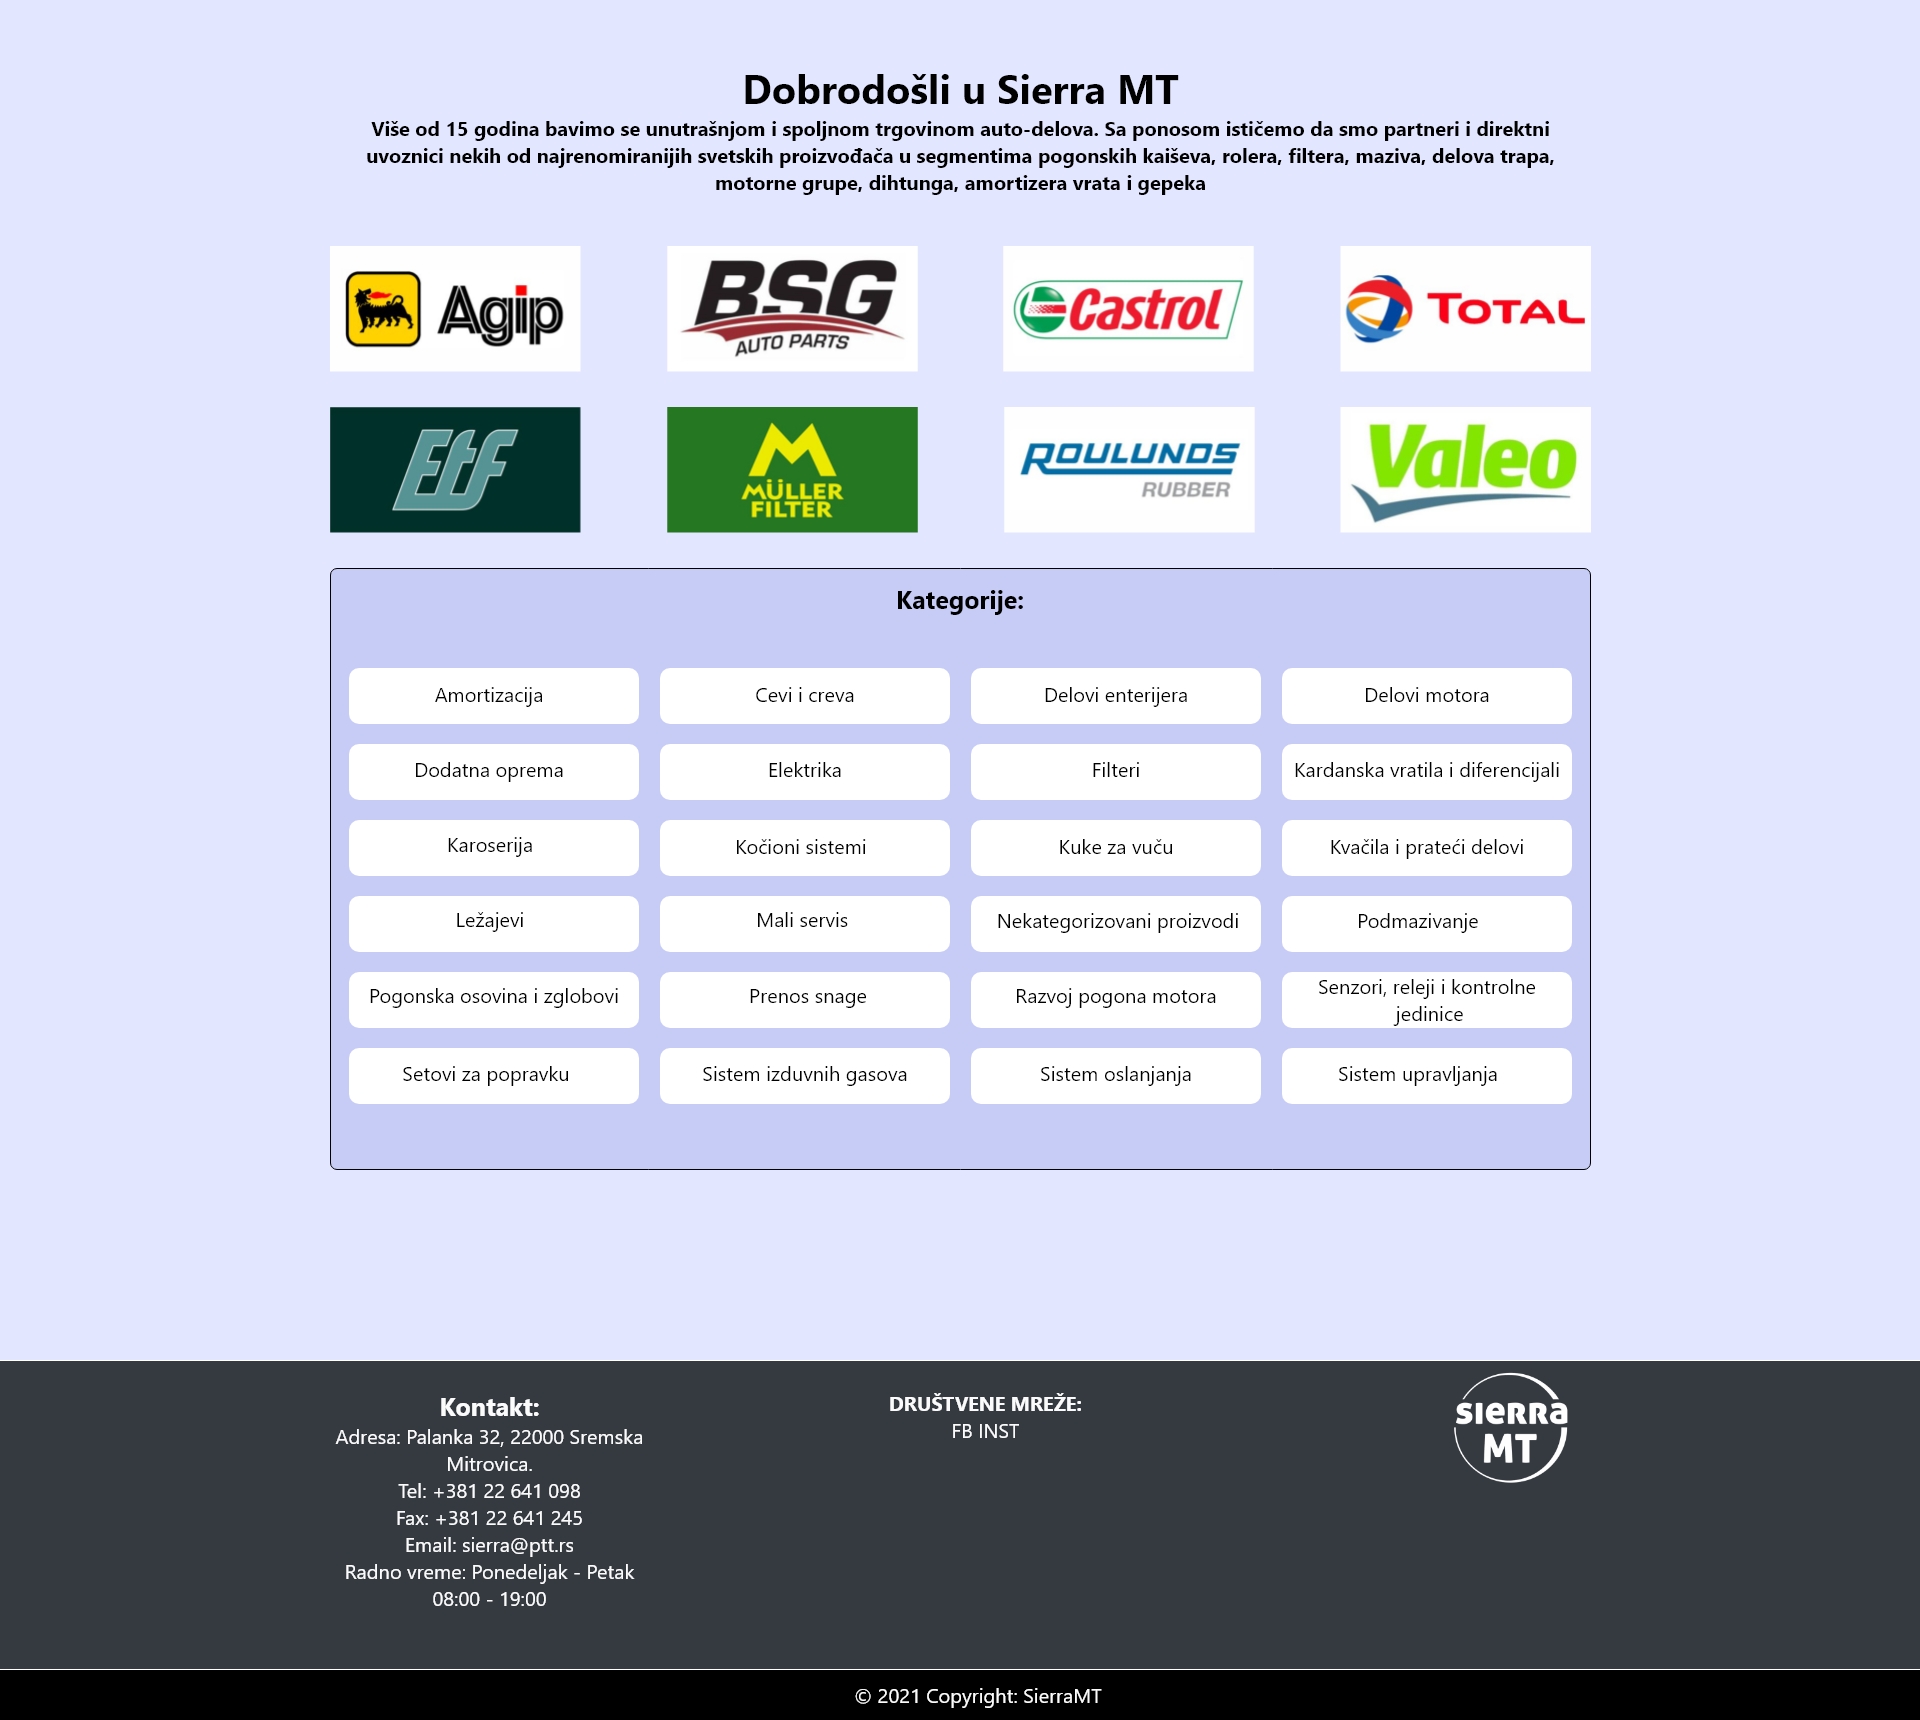 Dobrodošli u Sierra MT
Više od 15 godina bavimo se unutrašnjom i spoljnom trgovinom auto-delova. Sa ponosom ističemo da smo partneri i direktni
uvoznici nekih od najrenomiranijih svetskih proizvođača u segmentima pogonskih kaiševa, rolera, filtera, maziva, delova trapa,
motorne grupe, dihtunga, amortizera vrata i gepeka
Agip
BSG
AUTO PARTS
Castrol
TOTAL
Etf
MÜLLER
FILTER
ROULUNDS
RUBBER
Valeo
Kategorije:
Amortizacija
Cevi i creva
Delovi enterijera
Delovi motora
Dodatna oprema
Elektrika
Filteri
Kardanska vratila i diferencijali
Karoserija
Kočioni sistemi
Kuke za vuču
Kvačila i prateći delovi
Ležajevi
Mali servis
Nekategorizovani proizvodi
Podmazivanje
Pogonska osovina i zglobovi
Prenos snage
Razvoj pogona motora
Senzori, releji i kontrolne
jedinice
Setovi za popravku
Sistem izduvnih gasova
Sistem oslanjanja
Sistem upravljanja
Kontakt:
Adresa: Palanka 32, 22000 Sremska
Mitrovica.
Tel: +381 22 641 098
Fax: +381 22 641 245
Email: sierra@ptt.rs
Radno vreme: Ponedeljak - Petak
08:00 - 19:00
DRUŠTVENE MREŽE:
FB INST
sierra
MT
© 2021 Copyright: SierraMT